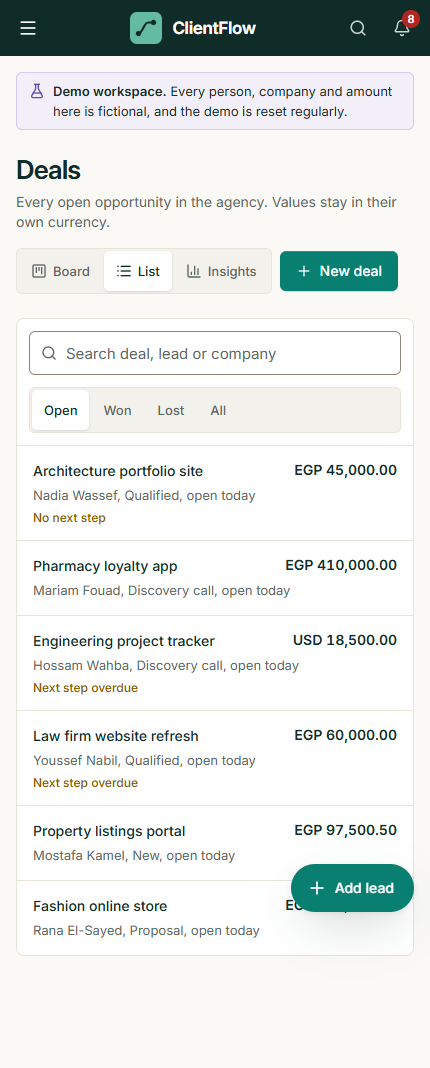 ClientFlow
8
Demo workspace. Every person, company and amount
here is fictional, and the demo is reset regularly.
Deals
Every open opportunity in the agency. Values stay in their
own currency.
Board List Insights + New deal
Search deal, lead or company
Open Won Lost All
Architecture portfolio site EGP 45,000.00
Nadia Wassef, Qualified, open today
No next step
Pharmacy loyalty app EGP 410,000.00
Mariam Fouad, Discovery call, open today
Engineering project tracker USD 18,500.00
Hossam Wahba, Discovery call, open today
Next step overdue
Law firm website refresh EGP 60,000.00
Youssef Nabil, Qualified, open today
Next step overdue
Property listings portal EGP 97,500.50
Mostafa Kamel, New, open today
+ Add lead
Fashion online store
Rana El-Sayed, Proposal, open today